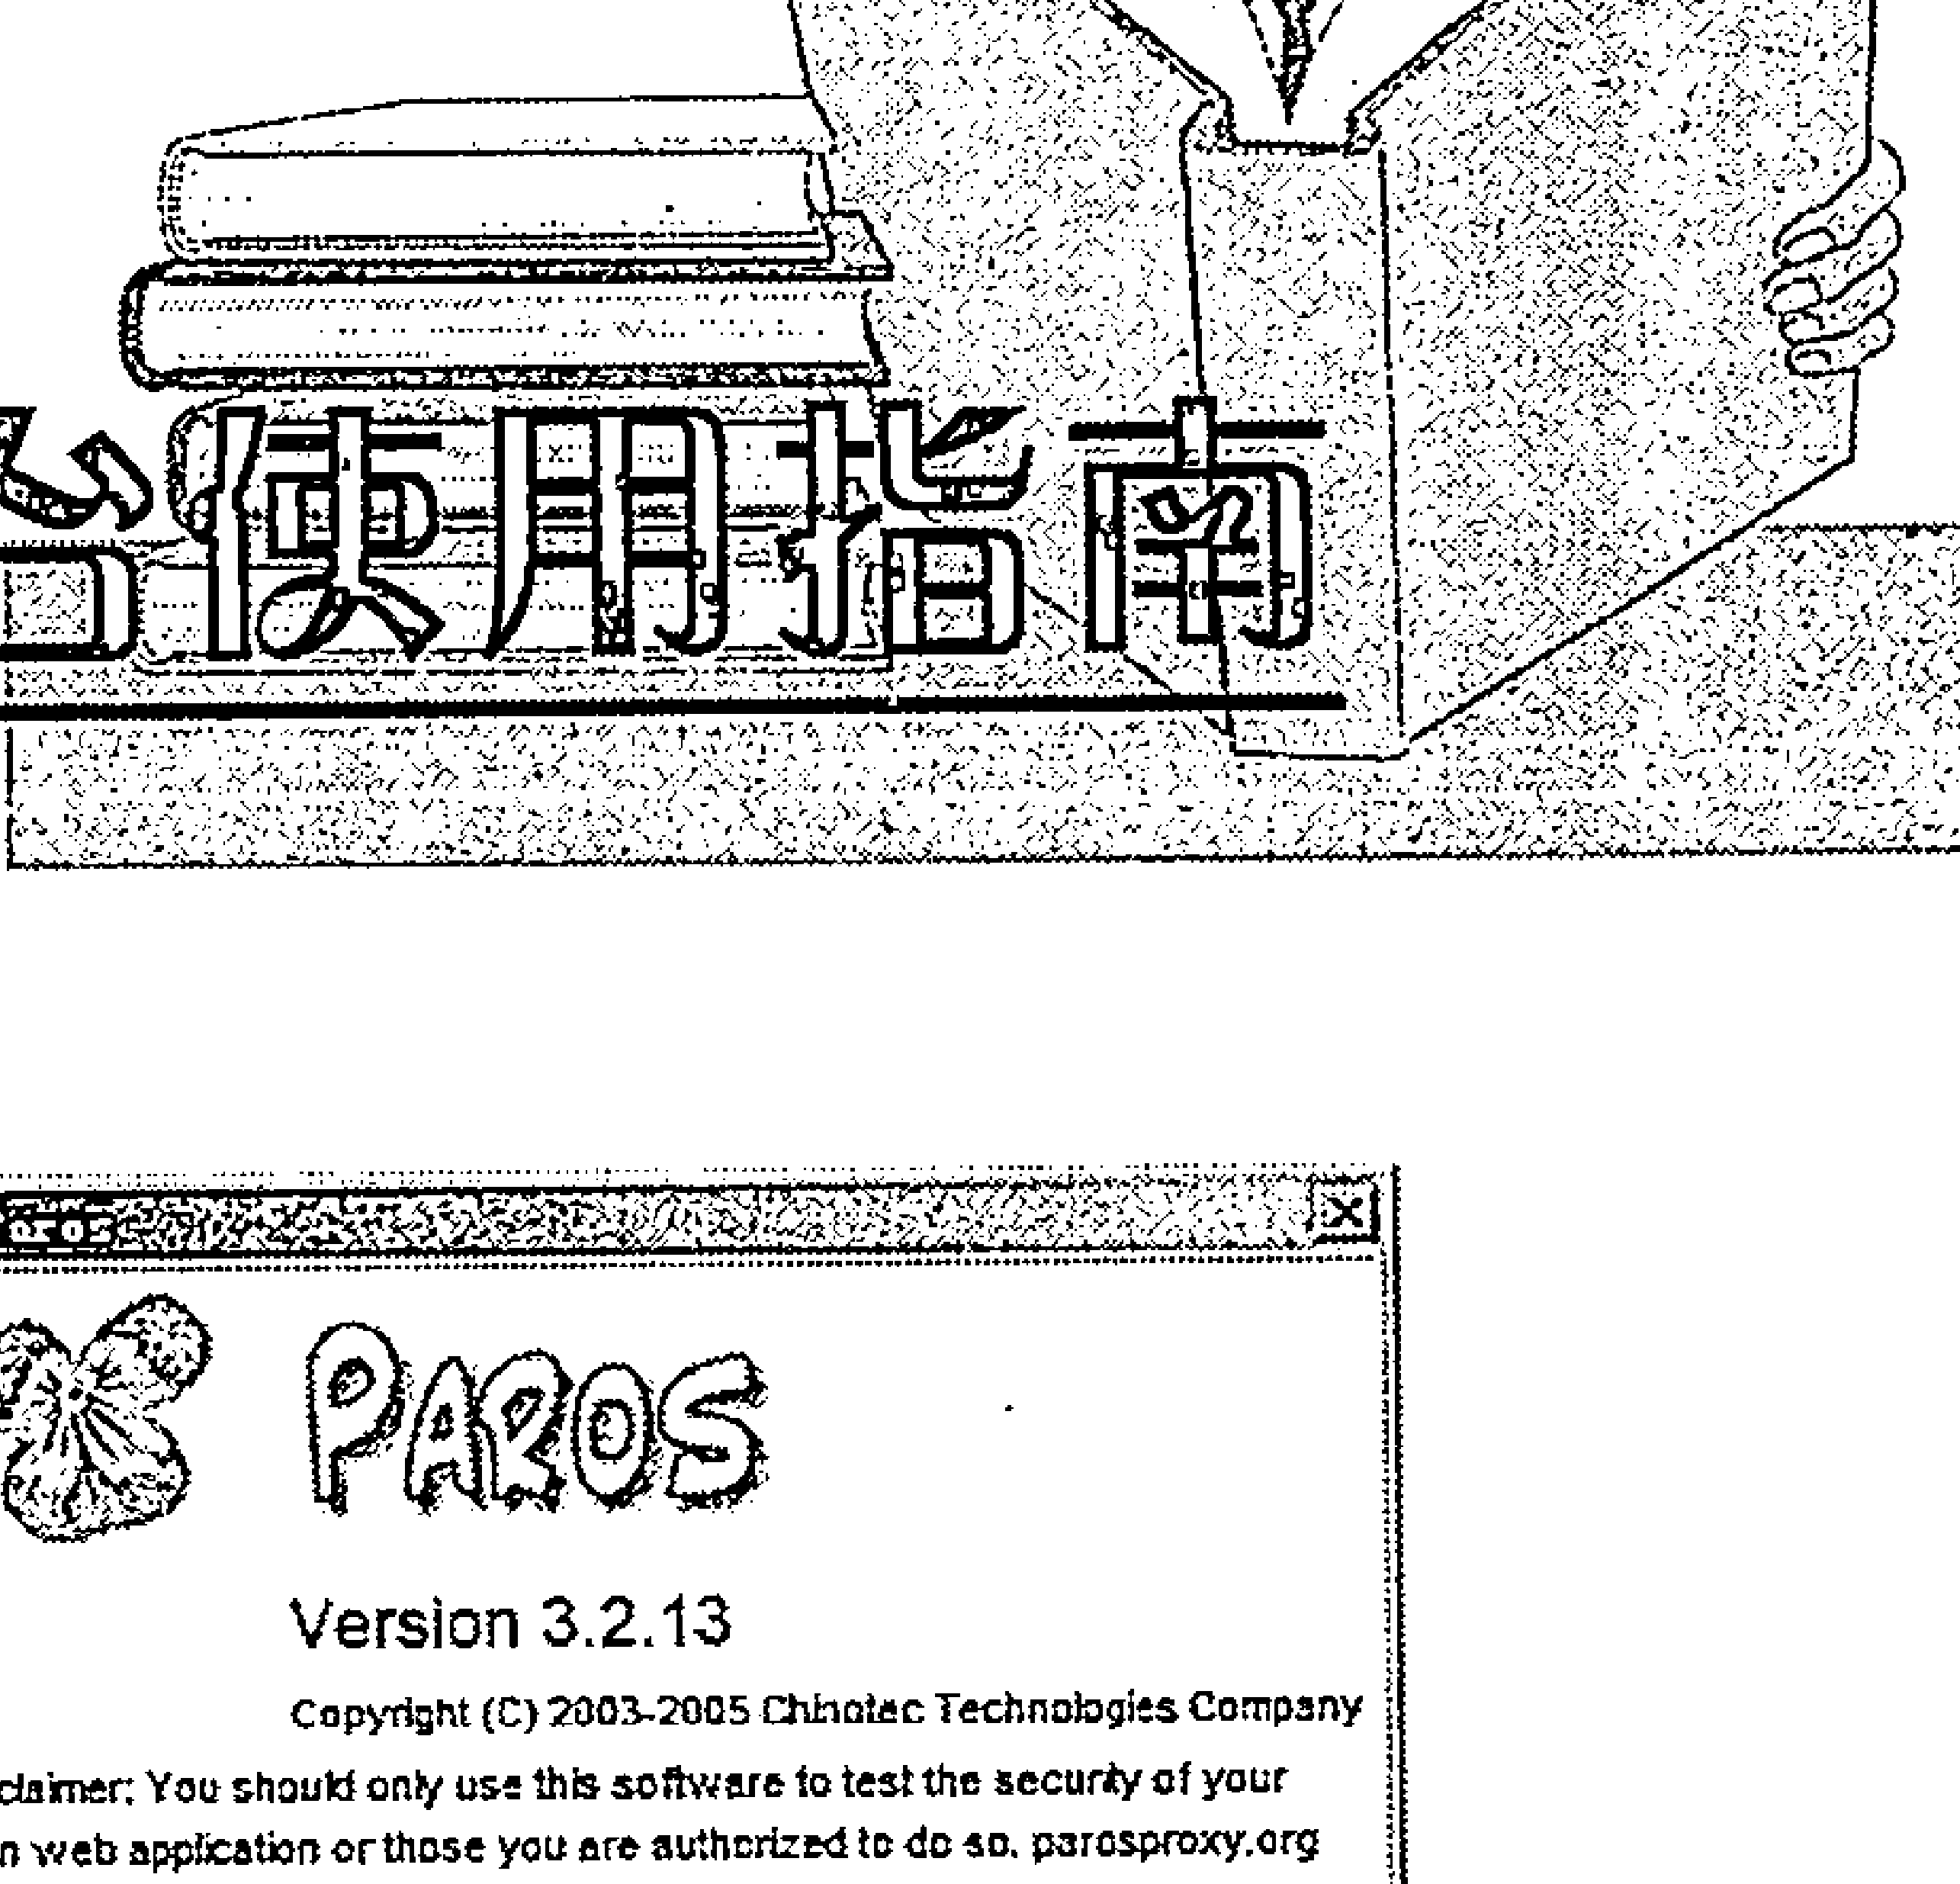 台使用指南
PAROS
Version 3.2.13
Copyright (C) 2003-2005 Chinotec Technologies Company
claimer: You should only use this software to test the security of your
n web application or those you are authorized to do so. parosproxy.org